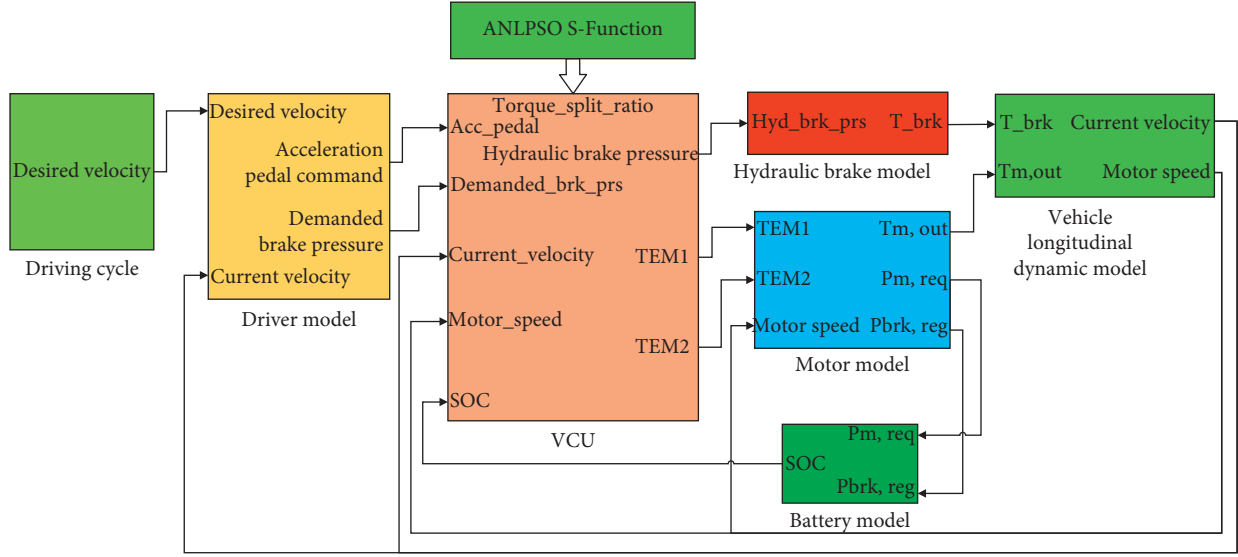 ANLPSO S-Function
Desired velocity
Driving cycle
Desired velocity
Acceleration
pedal command
Demanded
brake pressure
Current velocity
Driver model
Torque_split_ratio
Acc_pedal
Hydraulic brake pressure
Demanded_brk_prs
Current_velocity
TEM1
Motor_speed
TEM2
SOC
VCU
Hyd_brk_prs
T_brk
Hydraulic brake model
TEM1
Tm, out
TEM2
Pm, req
Motor speed
Pbrk, reg
Motor model
Pm, req
SOC
Pbrk, reg
Battery model
T_brk
Current velocity
Tm,out
Motor speed
Vehicle
longitudinal
dynamic model